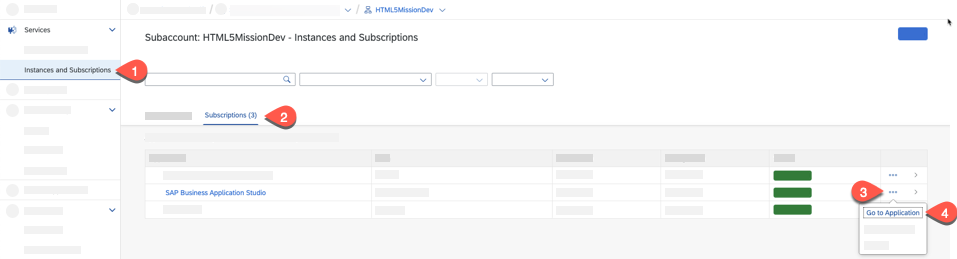 HTML5MissionDev
Services
Subaccount: HTML5MissionDev - Instances and Subscriptions
Instances and Subscriptions
1
Subscriptions (3)
2
SAP Business Application Studio
3
Go to Application
4